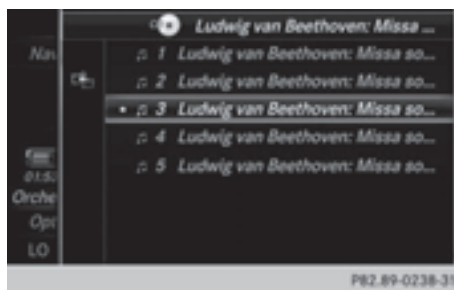 Ludwig van Beethoven: Missa ...
Nav
1 Ludwig van Beethoven: Missa so...
2 Ludwig van Beethoven: Missa so...
3 Ludwig van Beethoven: Missa so...
4 Ludwig van Beethoven: Missa so...
5 Ludwig van Beethoven: Missa so...
01:53
Orche
Opt
LO
P82.89-0238-31